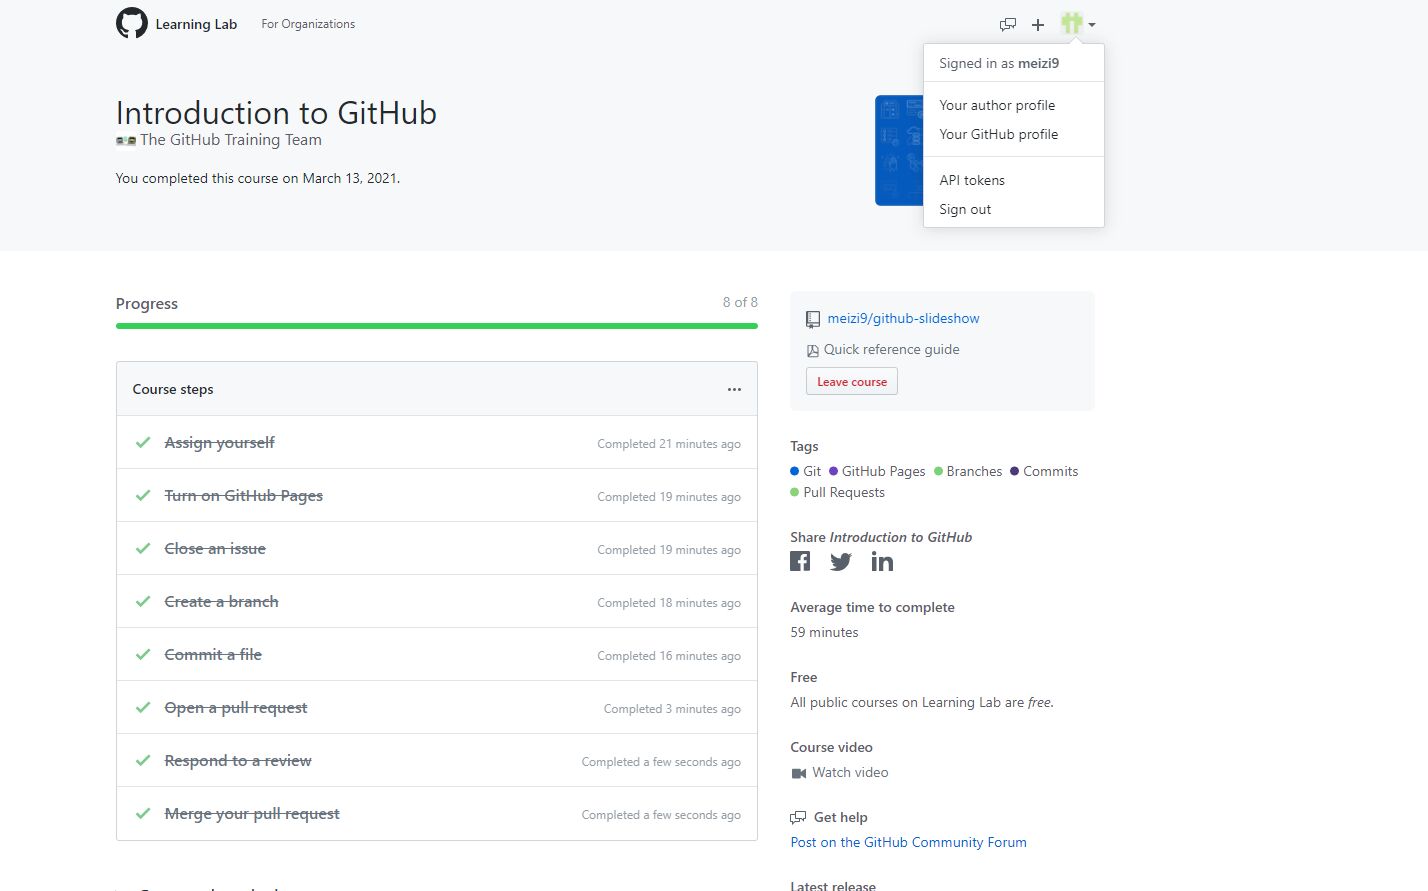 Learning Lab For Organizations
Signed in as meizi9
Your author profile
Your GitHub profile
API tokens
Sign out
Introduction to GitHub
The GitHub Training Team
You completed this course on March 13, 2021.
Progress 8 of 8
Course steps
Assign yourself Completed 21 minutes ago
Turn on GitHub Pages Completed 19 minutes ago
Close an issue Completed 19 minutes ago
Create a branch Completed 18 minutes ago
Commit a file Completed 16 minutes ago
Open a pull request Completed 3 minutes ago
Respond to a review Completed a few seconds ago
Merge your pull request Completed a few seconds ago
meizi9/github-slideshow
Quick reference guide
Leave course
Tags
Git GitHub Pages Branches Commits
Pull Requests
Share Introduction to GitHub
Average time to complete
59 minutes
Free
All public courses on Learning Lab are free.
Course video
Watch video
Get help
Post on the GitHub Community Forum
Latest release